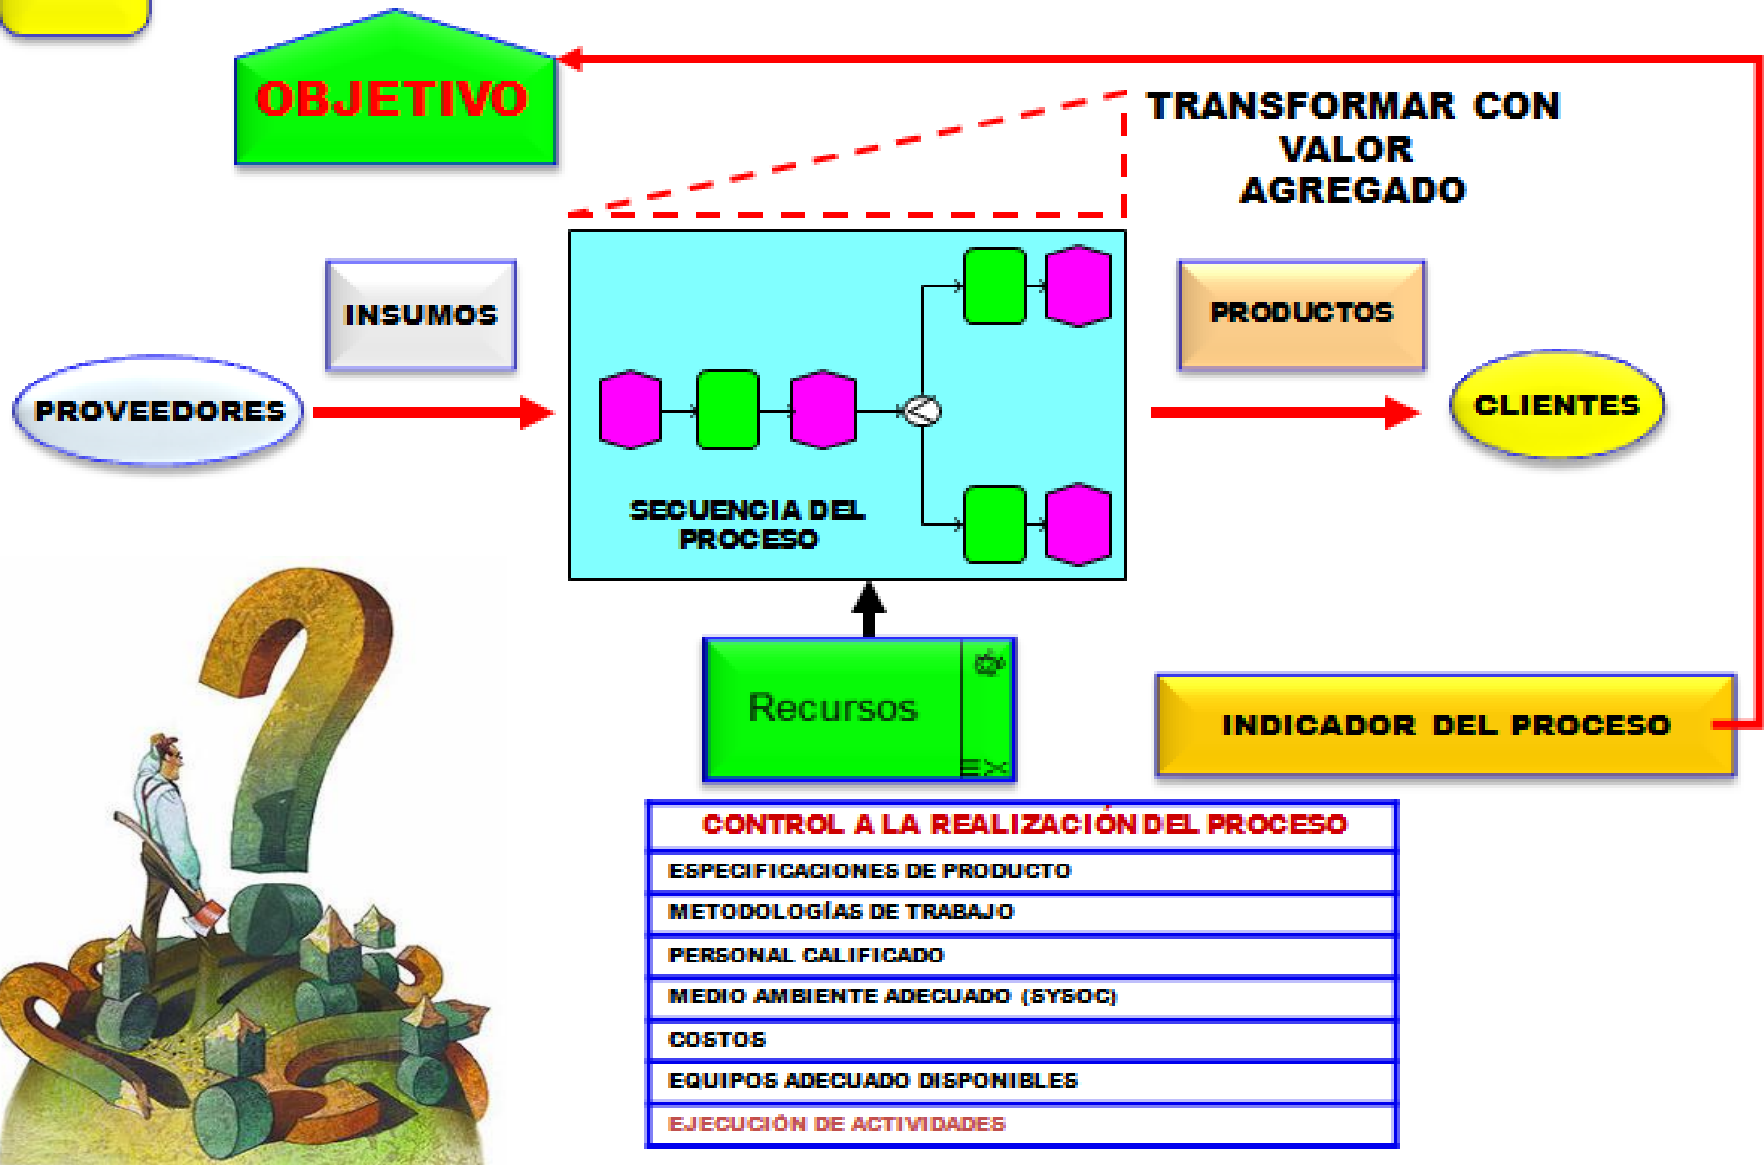 OBJETIVO
TRANSFORMAR CON
VALOR
AGREGADO
INSUMOS
PRODUCTOS
PROVEEDORES
CLIENTES
SECUENCIA DEL
PROCESO
Recursos
INDICADOR DEL PROCESO
CONTROL A LA REALIZACIÓN DEL PROCESO
ESPECIFICACIONES DE PRODUCTO
METODOLOGÍAS DE TRABAJO
PERSONAL CALIFICADO
MEDIO AMBIENTE ADECUADO (SYSOC)
COSTOS
EQUIPOS ADECUADO DISPONIBLES
EJECUCIÓN DE ACTIVIDADES